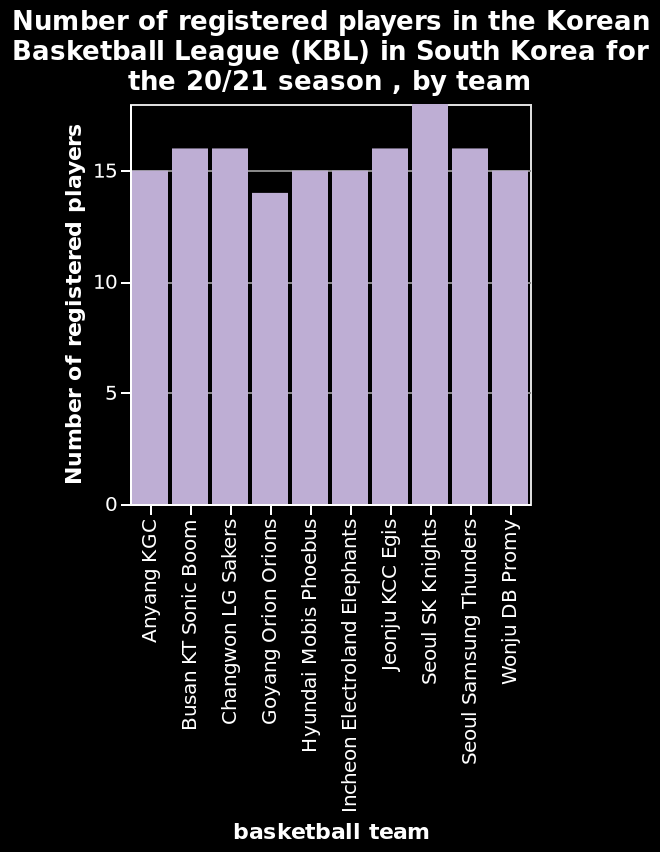 Number of registered players in the Korean
Basketball League (KBL) in South Korea for
the 20/21 season , by team
Number of registered players
15
10
5
0
Anyang KGC
Busan KT Sonic Boom
Changwon LG Sakers
Goyang Orion Orions
Hyundai Mobis Phoebus
Incheon Electroland Elephants
Jeonju KCC Egis
Seoul SK Knights
Seoul Samsung Thunders
Wonju DB Promy
basketball team